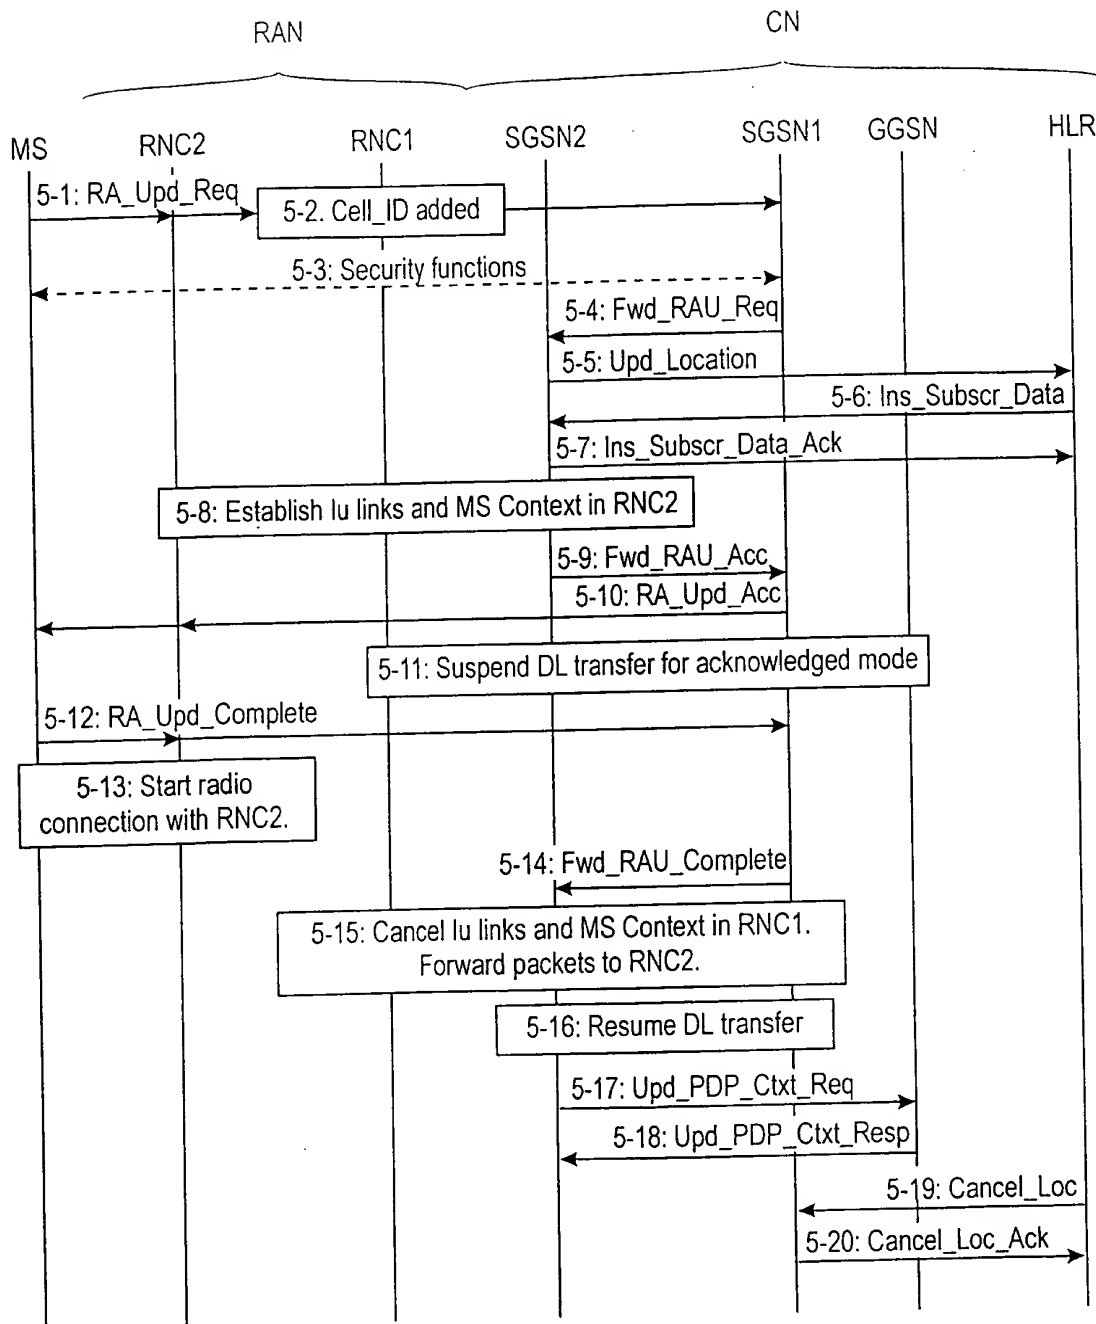 RAN
CN
MS
RNC2
RNC1
SGSN2
SGSN1
GGSN
HLR
5-1: RA_Upd_Req
5-2. Cell_ID added
5-3: Security functions
5-4: Fwd_RAU_Req
5-5: Upd_Location
5-6: Ins_Subscr_Data
5-7: Ins_Subscr_Data_Ack
5-8: Establish Iu links and MS Context in RNC2
5-9: Fwd_RAU_Acc
5-10: RA_Upd_Acc
5-11: Suspend DL transfer for acknowledged mode
5-12: RA_Upd_Complete
5-13: Start radio
connection with RNC2.
5-14: Fwd_RAU_Complete
5-15: Cancel Iu links and MS Context in RNC1.
Forward packets to RNC2.
5-16: Resume DL transfer
5-17: Upd_PDP_Ctxt_Req
5-18: Upd_PDP_Ctxt_Resp
5-19: Cancel_Loc
5-20: Cancel_Loc_Ack